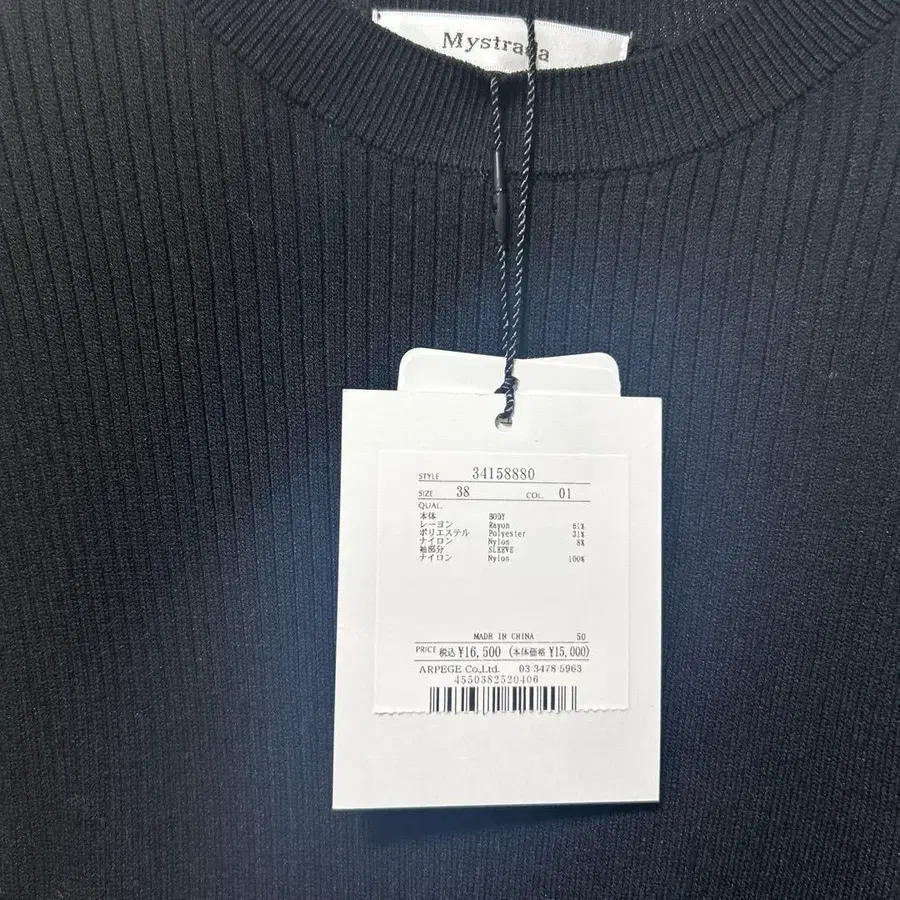 Mystrada
STYLE 34158880
SIZE 38 COL. 01
QUAL.
本体 BODY
レーヨン Rayon 61%
ポリエステル Polyester 31%
ナイロン Nylos 8%
袖部分 SLEEVE
ナイロン Nylos 100%
MADE IN CHINA 50
PRICE 税込 ¥16,500 (本体価格 ¥15,000)
ARPEGE Co.,Ltd. 03 3478 5963
4550382520406